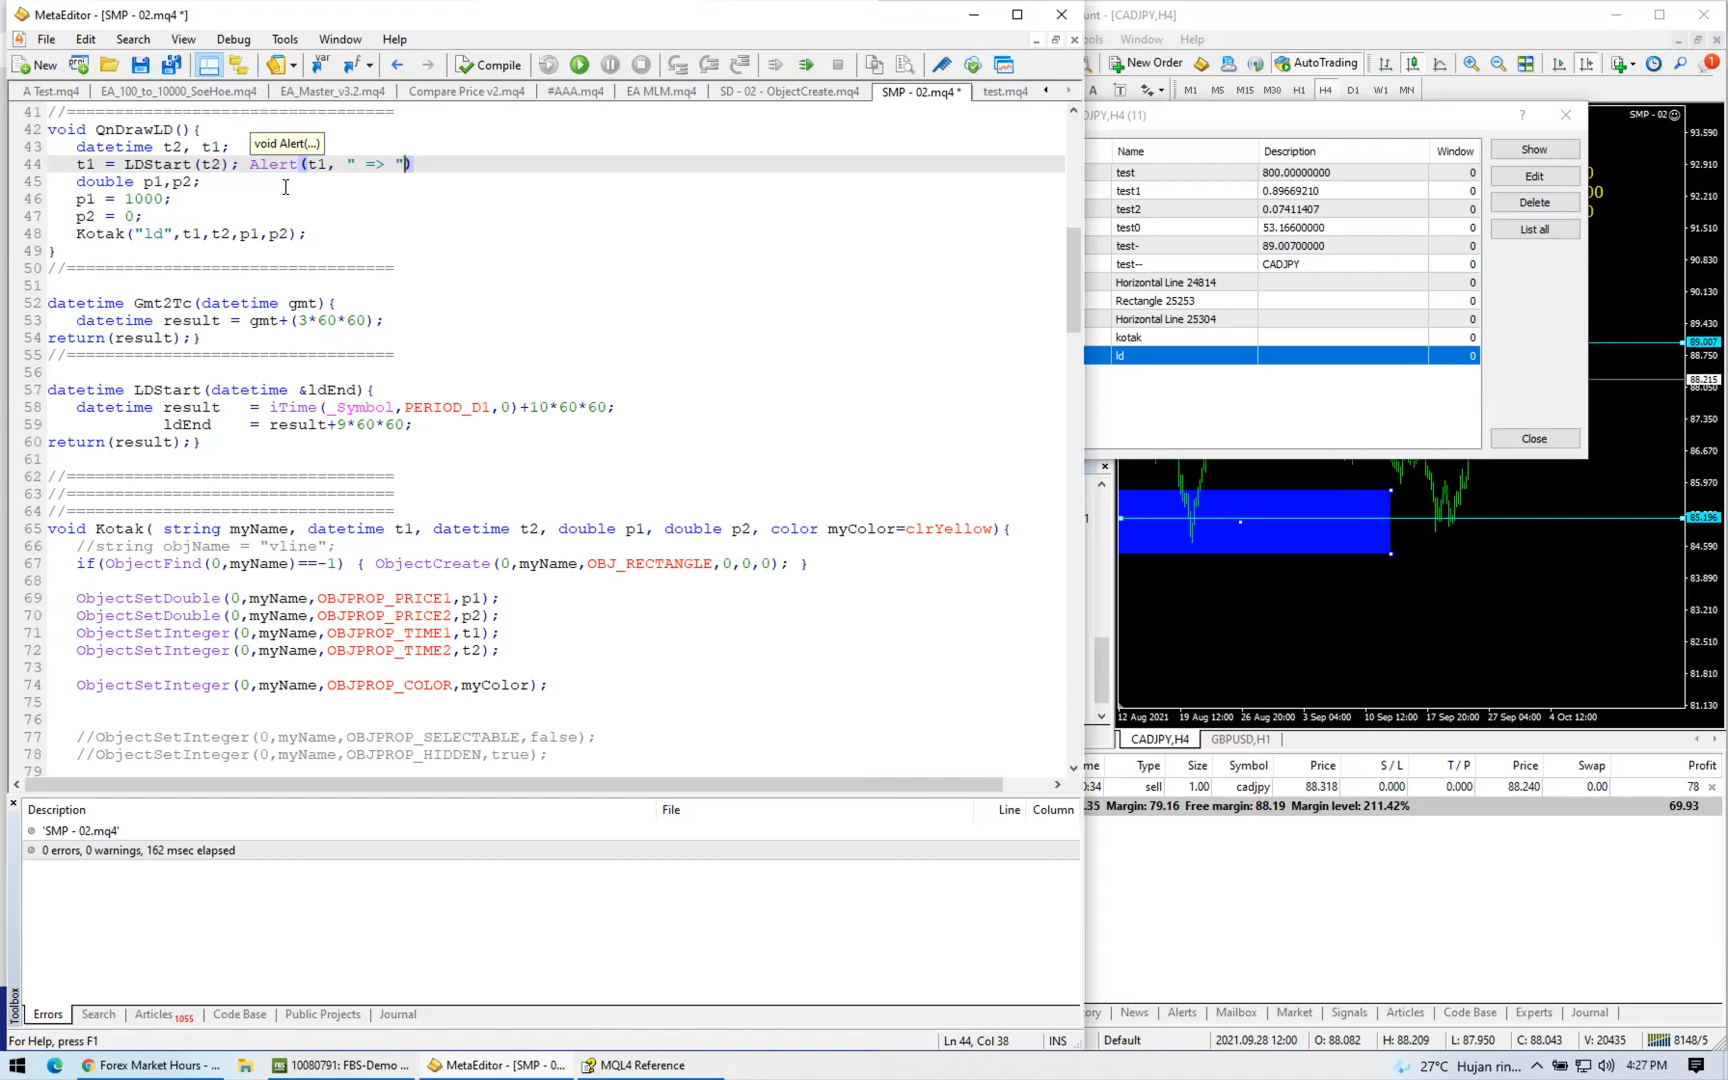 MetaEditor - [SMP - 02.mq4 *]
File Edit Search View Debug Tools Window Help
New Compile
A Test.mq4 EA_100_to_10000_SoeHoe.mq4 EA_Master_v3.2.mq4 Compare Price v2.mq4 #AAA.mq4 EA MLM.mq4 SD - 02 - ObjectCreate.mq4 SMP - 02.mq4 * test.mq4
41 //==================================
42 void QnDrawLD(){
void Alert(...)
43 datetime t2, t1;
44 t1 = LDStart(t2); Alert(t1, " => ")
45 double p1,p2;
46 p1 = 1000;
47 p2 = 0;
48 Kotak("ld",t1,t2,p1,p2);
49 }
50 //==================================
51
52 datetime Gmt2Tc(datetime gmt){
53 datetime result = gmt+(3*60*60);
54 return(result);}
55 //==================================
56
57 datetime LDStart(datetime &ldEnd){
58 datetime result = iTime(_Symbol,PERIOD_D1,0)+10*60*60;
59 ldEnd = result+9*60*60;
60 return(result);}
61
62 //==================================
63 //==================================
64 //==================================
65 void Kotak( string myName, datetime t1, datetime t2, double p1, double p2, color myColor=clrYellow){
66 //string objName = "vline";
67 if(ObjectFind(0,myName)==-1) { ObjectCreate(0,myName,OBJ_RECTANGLE,0,0,0); }
68
69 ObjectSetDouble(0,myName,OBJPROP_PRICE1,p1);
70 ObjectSetDouble(0,myName,OBJPROP_PRICE2,p2);
71 ObjectSetInteger(0,myName,OBJPROP_TIME1,t1);
72 ObjectSetInteger(0,myName,OBJPROP_TIME2,t2);
73
74 ObjectSetInteger(0,myName,OBJPROP_COLOR,myColor);
75
76
77 //ObjectSetInteger(0,myName,OBJPROP_SELECTABLE,false);
78 //ObjectSetInteger(0,myName,OBJPROP_HIDDEN,true);
79
Description File Line Column
'SMP - 02.mq4'
0 errors, 0 warnings, 162 msec elapsed
Toolbox
Errors Search Articles 1055 Code Base Public Projects Journal
For Help, press F1 Ln 44, Col 38 INS
unt - [CADJPY,H4]
ols Window Help
New Order AutoTrading
A T M1 M5 M15 M30 H1 H4 D1 W1 MN
DJPY,H4 (11) ?
Name Description Window
test 800.00000000 0
test1 0.89669210 0
test2 0.07411407 0
test0 53.16600000 0
test- 89.00700000 0
test-- CADJPY 0
Horizontal Line 24814 0
Rectangle 25253 0
Horizontal Line 25304 0
kotak 0
ld 0
Show
Edit
Delete
List all
Close
SMP - 02
93.590
92.910
92.210
91.510
90.830
90.130
89.430
89.007
88.750
88.215
88.050
87.350
86.670
85.970
85.196
84.590
83.890
83.210
82.510
81.810
81.130
12 Aug 2021 19 Aug 12:00 26 Aug 20:00 3 Sep 04:00 10 Sep 12:00 17 Sep 20:00 27 Sep 04:00 4 Oct 12:00
CADJPY,H4 GBPUSD,H1
me Type Size Symbol Price S / L T / P Price Swap Profit
0:34 sell 1.00 cadjpy 88.318 0.000 0.000 88.240 0.00 78
.35 Margin: 79.16 Free margin: 88.19 Margin level: 211.42% 69.93
ory News Alerts Mailbox Market Signals Articles Code Base Experts Journal
Default 2021.09.28 12:00 O: 88.082 H: 88.209 L: 87.950 C: 88.043 V: 20435 8148/5
Forex Market Hours - ... 10080791: FBS-Demo ... MetaEditor - [SMP - 0... MQL4 Reference 27°C Hujan rin... 4:27 PM